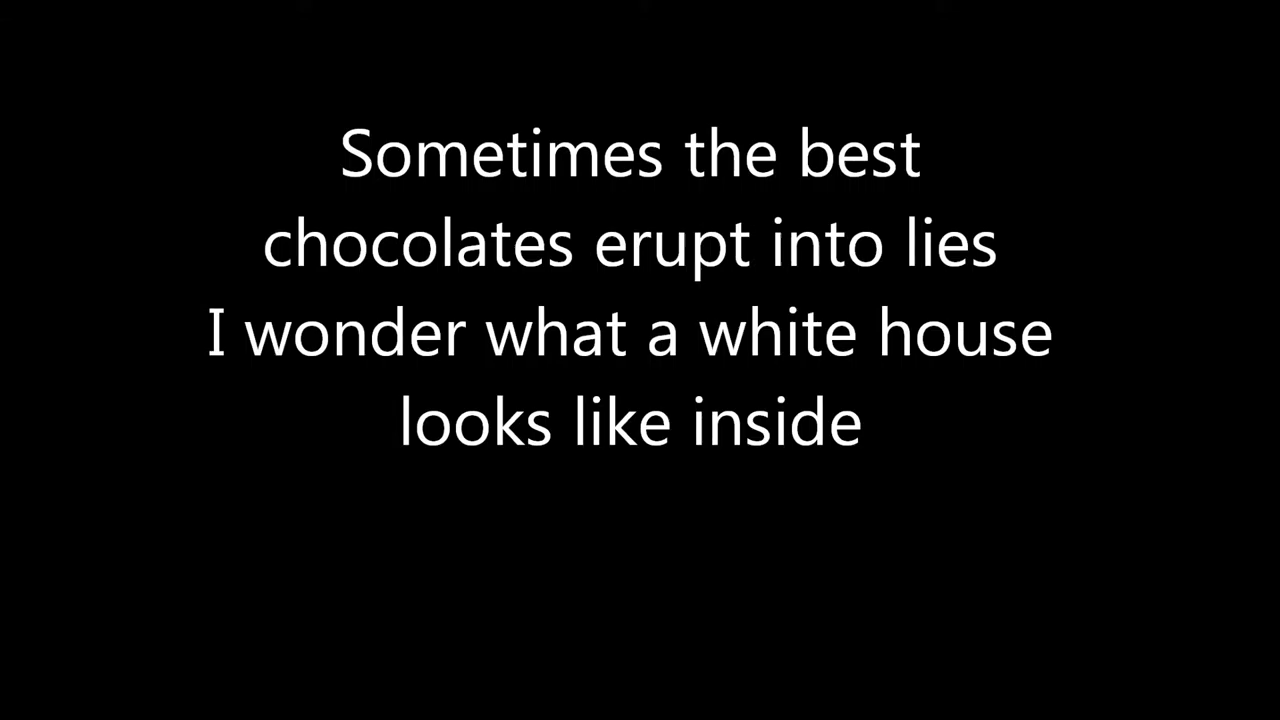 Sometimes the best
chocolates erupt into lies
I wonder what a white house
looks like inside